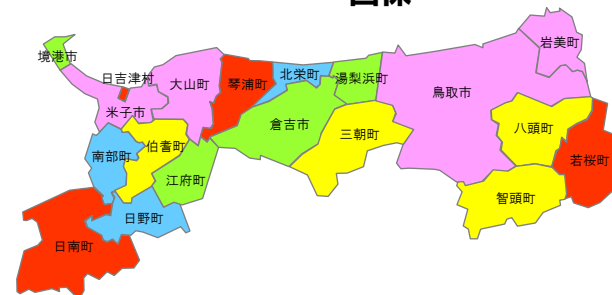 境港市
日吉津村
米子市
大山町
琴浦町
北栄町
湯梨浜町
鳥取市
岩美町
南部町
伯耆町
倉吉市
三朝町
八頭町
若桜町
江府町
智頭町
日野町
日南町